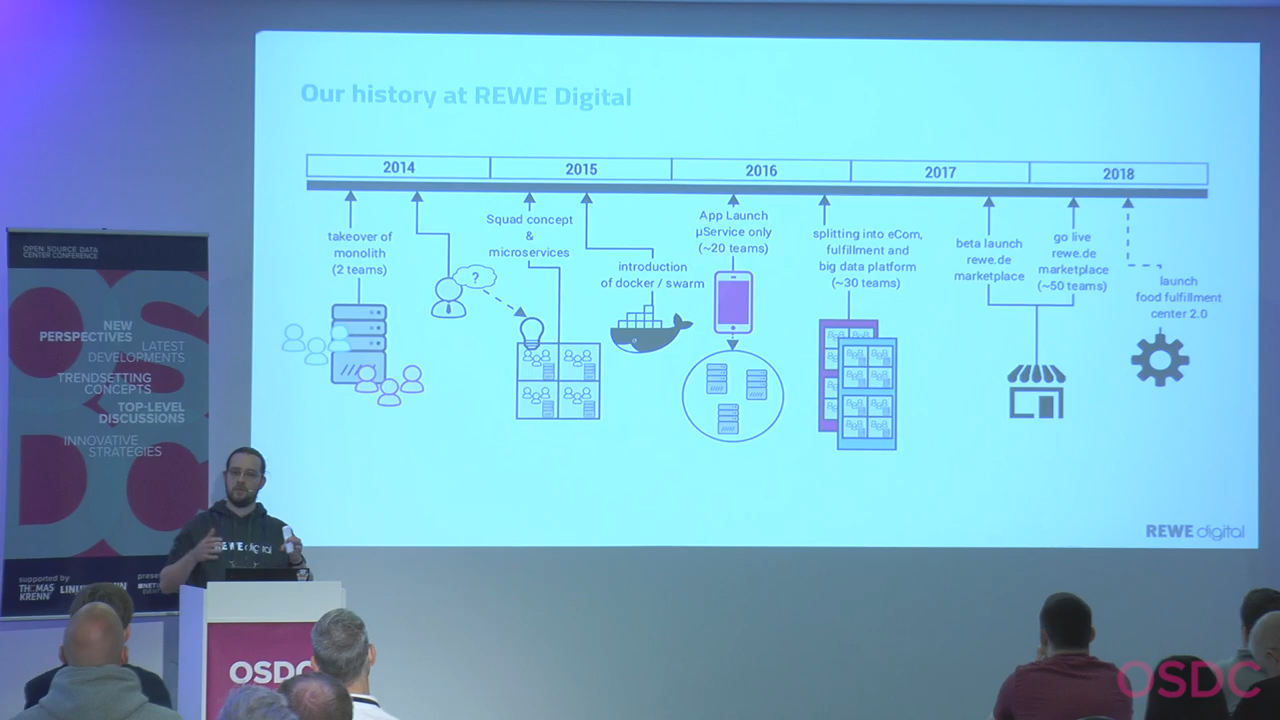 Our history at REWE Digital
2014
2015
2016
2017
2018
takeover of
monolith
(2 teams)
?
Squad concept
&
microservices
introduction
of docker / swarm
App Launch
µService only
(~20 teams)
splitting into eCom,
fulfillment and
big data platform
(~30 teams)
beta launch
rewe.de
marketplace
go live
rewe.de
marketplace
(~50 teams)
launch
food fulfillment
center 2.0
REWE digital
OPEN SOURCE DATA
CENTER CONFERENCE
NEW
PERSPECTIVES
LATEST
DEVELOPMENTS
TRENDSETTING
CONCEPTS
TOP-LEVEL
DISCUSSIONS
INNOVATIVE
STRATEGIES
supported by
THOMAS
KRENN
REWE digital
OSDC
OSDC